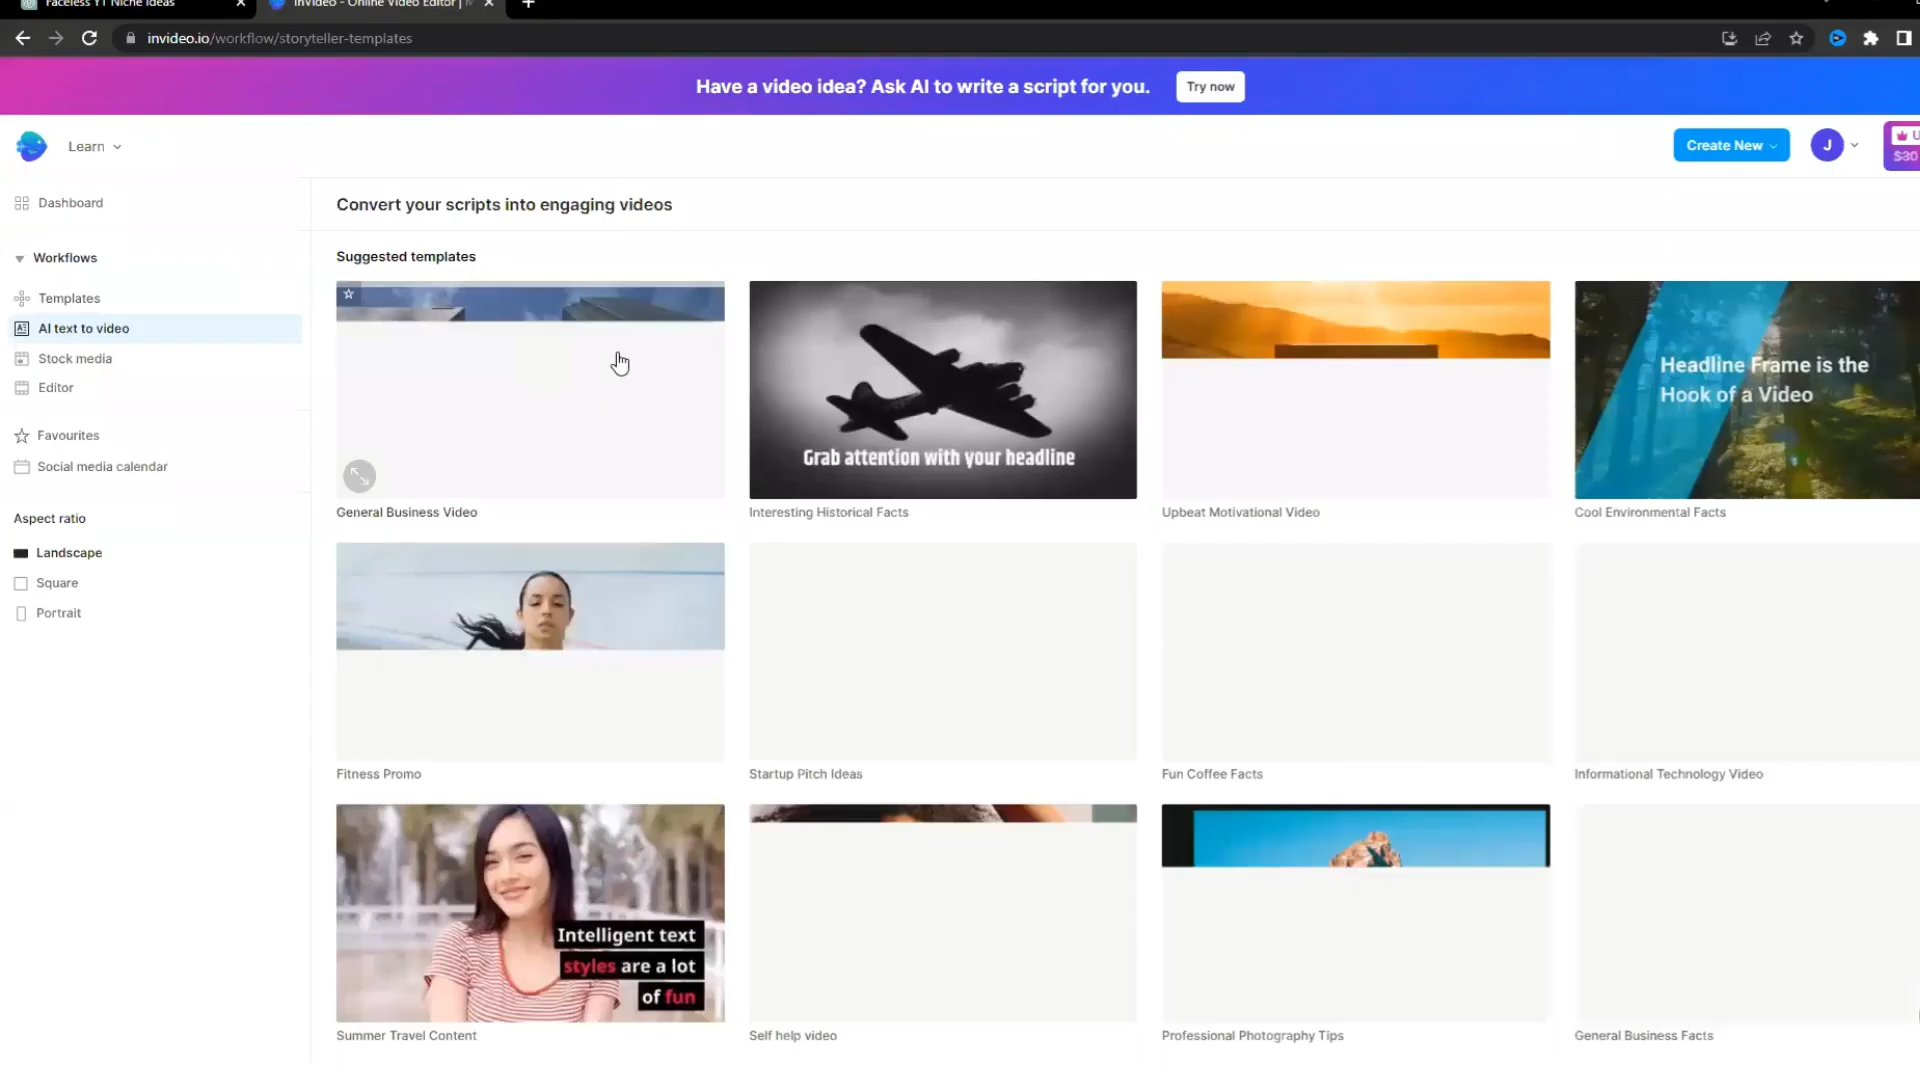 Faceless YT Niche Ideas
InVideo - Online Video Editor |
invideo.io/workflow/storyteller-templates
Have a video idea? Ask AI to write a script for you.
Try now
Learn
Create New
J
U
$30
Dashboard
Convert your scripts into engaging videos
Workflows
Suggested templates
Templates
AI text to video
Stock media
Editor
Favourites
Social media calendar
Aspect ratio
Landscape
Square
Portrait
Grab attention with your headline
Headline Frame is the
Hook of a Video
General Business Video
Interesting Historical Facts
Upbeat Motivational Video
Cool Environmental Facts
Fitness Promo
Startup Pitch Ideas
Fun Coffee Facts
Informational Technology Video
Intelligent text
styles are a lot
of fun
Summer Travel Content
Self help video
Professional Photography Tips
General Business Facts